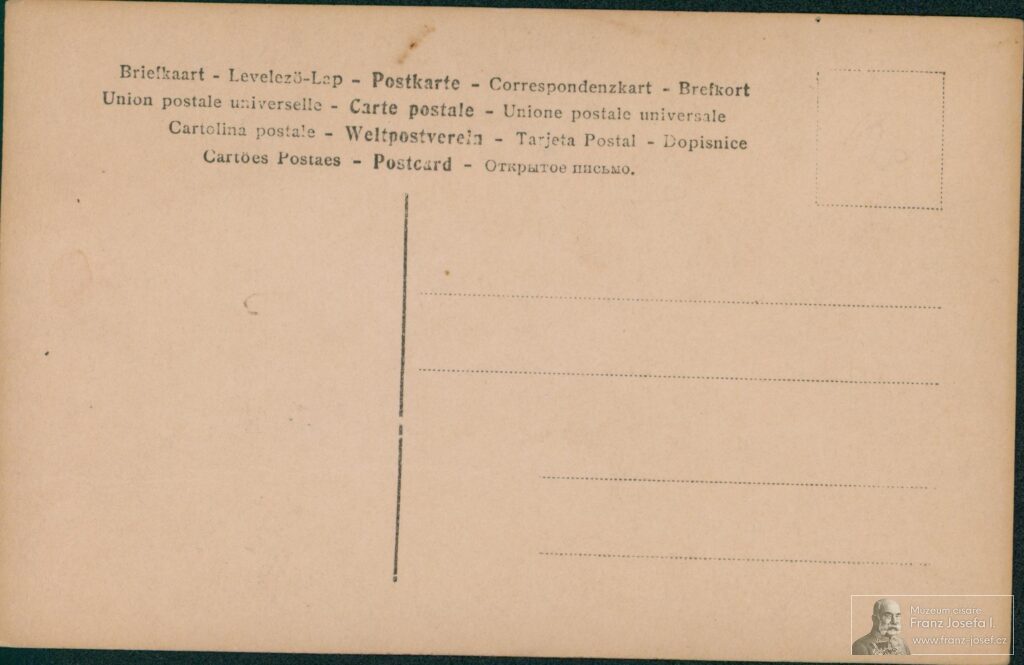 Briefkaart - Levelezö-Lap - Postkarte - Correspondenzkart - Brefkort
Union postale universelle - Carte postale - Unione postale universale
Cartolina postale - Weltpostverein - Tarjeta Postal - Dopisnice
Cartões Postaes - Postcard - Открытое письмо.
Muzeum císaře
Franz Josefa I.
www.franz-josef.cz